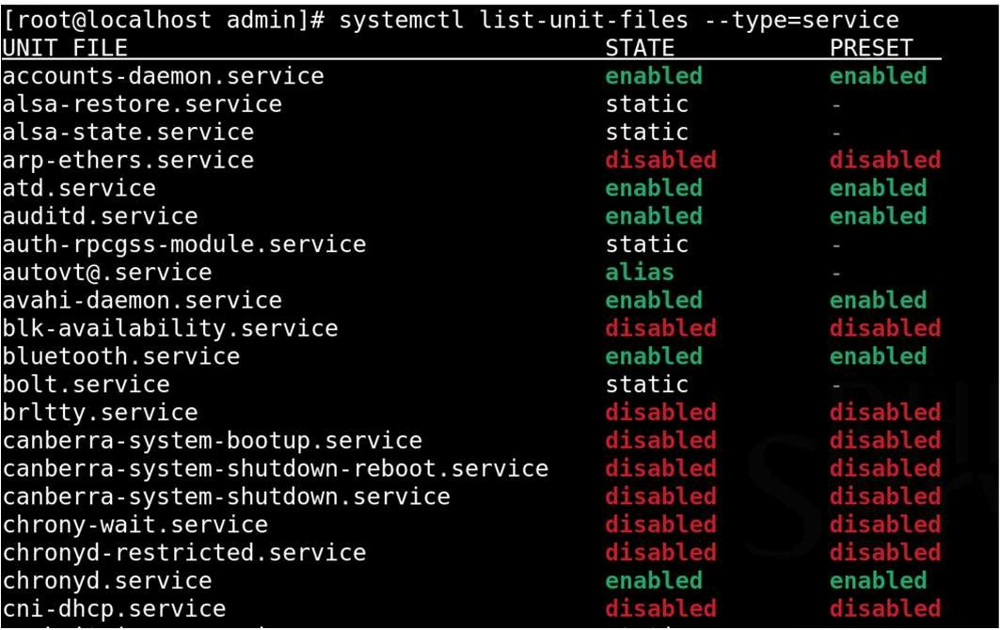 [root@localhost admin]# systemctl list-unit-files --type=service
UNIT FILE STATE PRESET
accounts-daemon.service enabled enabled
alsa-restore.service static -
alsa-state.service static -
arp-ethers.service disabled disabled
atd.service enabled enabled
auditd.service enabled enabled
auth-rpcgss-module.service static -
autovt@.service alias -
avahi-daemon.service enabled enabled
blk-availability.service disabled disabled
bluetooth.service enabled enabled
bolt.service static -
brltty.service disabled disabled
canberra-system-bootup.service disabled disabled
canberra-system-shutdown-reboot.service disabled disabled
canberra-system-shutdown.service disabled disabled
chrony-wait.service disabled disabled
chronyd-restricted.service disabled disabled
chronyd.service enabled enabled
cni-dhcp.service disabled disabled